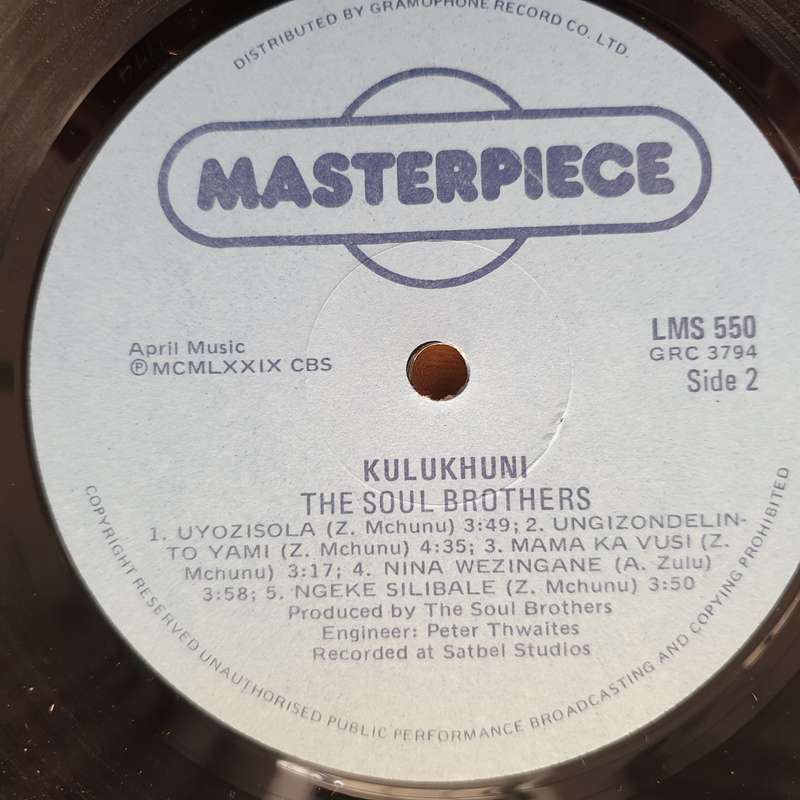 DISTRIBUTED BY GRAMOPHONE RECORD CO. LTD.
MASTERPIECE
April Music
℗ MCMLXXIX CBS
LMS 550
GRC 3794
Side 2
KULUKHUNI
THE SOUL BROTHERS
1. UYOZISOLA (Z. Mchunu) 3:49; 2. UNGIZONDELIN-
TO YAMI (Z. Mchunu) 4:35; 3. MAMA KA VUSI (Z.
Mchunu) 3:17; 4. NINA WEZINGANE (A. Zulu)
3:58; 5. NGEKE SILIBALE (Z. Mchunu) 3:50
Produced by The Soul Brothers
Engineer: Peter Thwaites
Recorded at Satbel Studios
COPYRIGHT RESERVED UNAUTHORISED PUBLIC PERFORMANCE BROADCASTING AND COPYING PROHIBITED